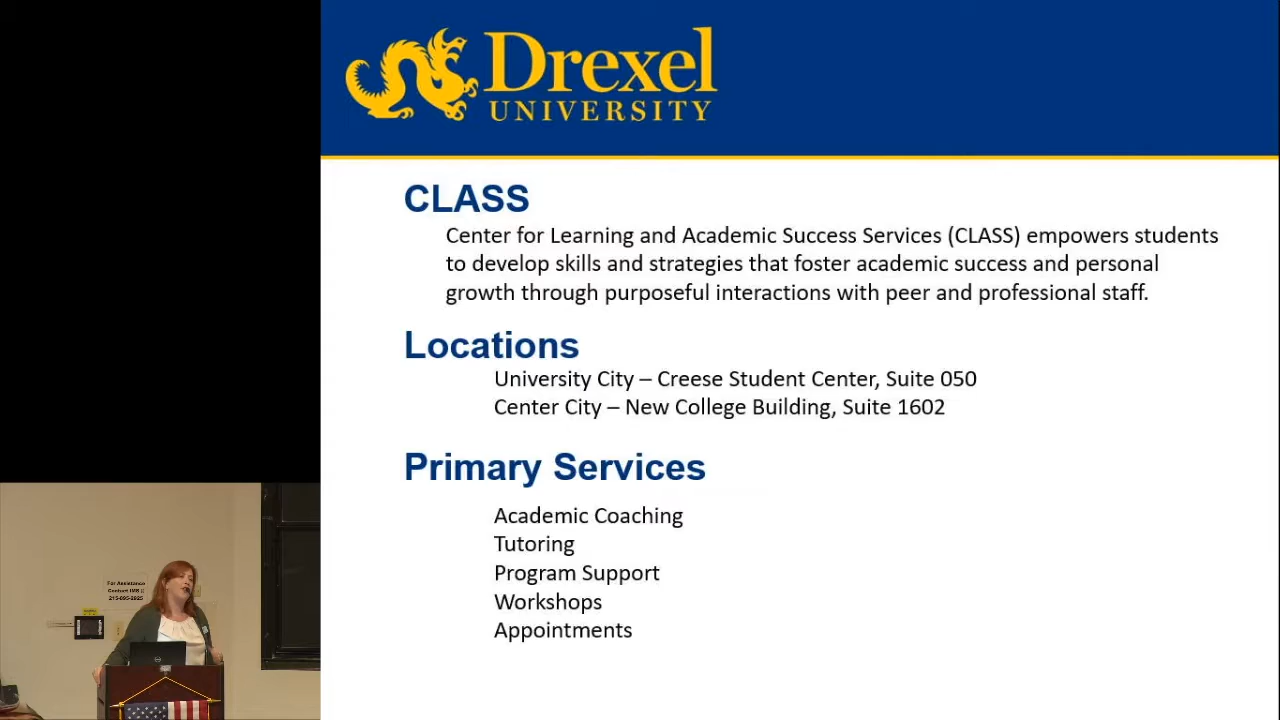 Drexel
UNIVERSITY
CLASS
Center for Learning and Academic Success Services (CLASS) empowers students
to develop skills and strategies that foster academic success and personal
growth through purposeful interactions with peer and professional staff.
Locations
University City – Creese Student Center, Suite 050
Center City – New College Building, Suite 1602
Primary Services
Academic Coaching
Tutoring
Program Support
Workshops
Appointments
For Assistance